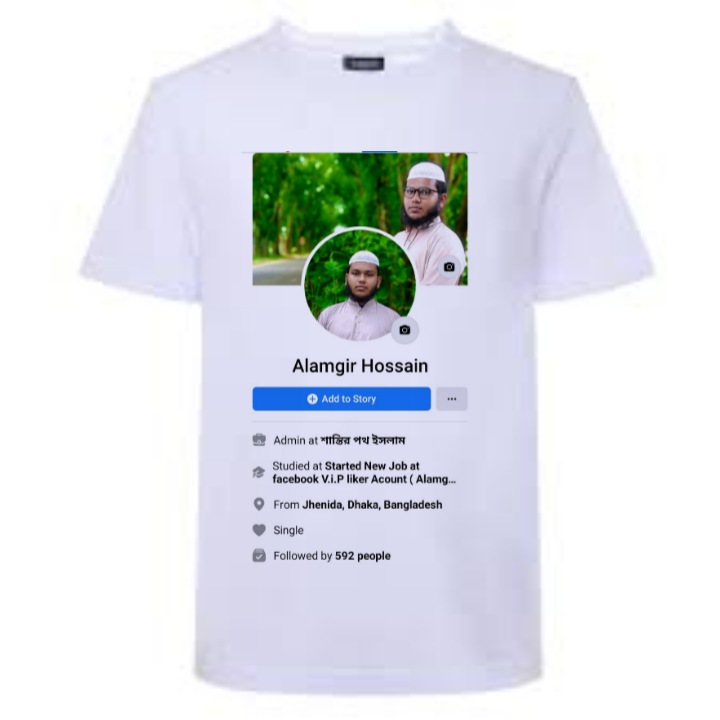 Alamgir Hossain
Add to Story
Admin at শান্তির পথ ইসলাম
Studied at Started New Job at
facebook V.i.P liker Acount ( Alamg...
From Jhenida, Dhaka, Bangladesh
Single
Followed by 592 people